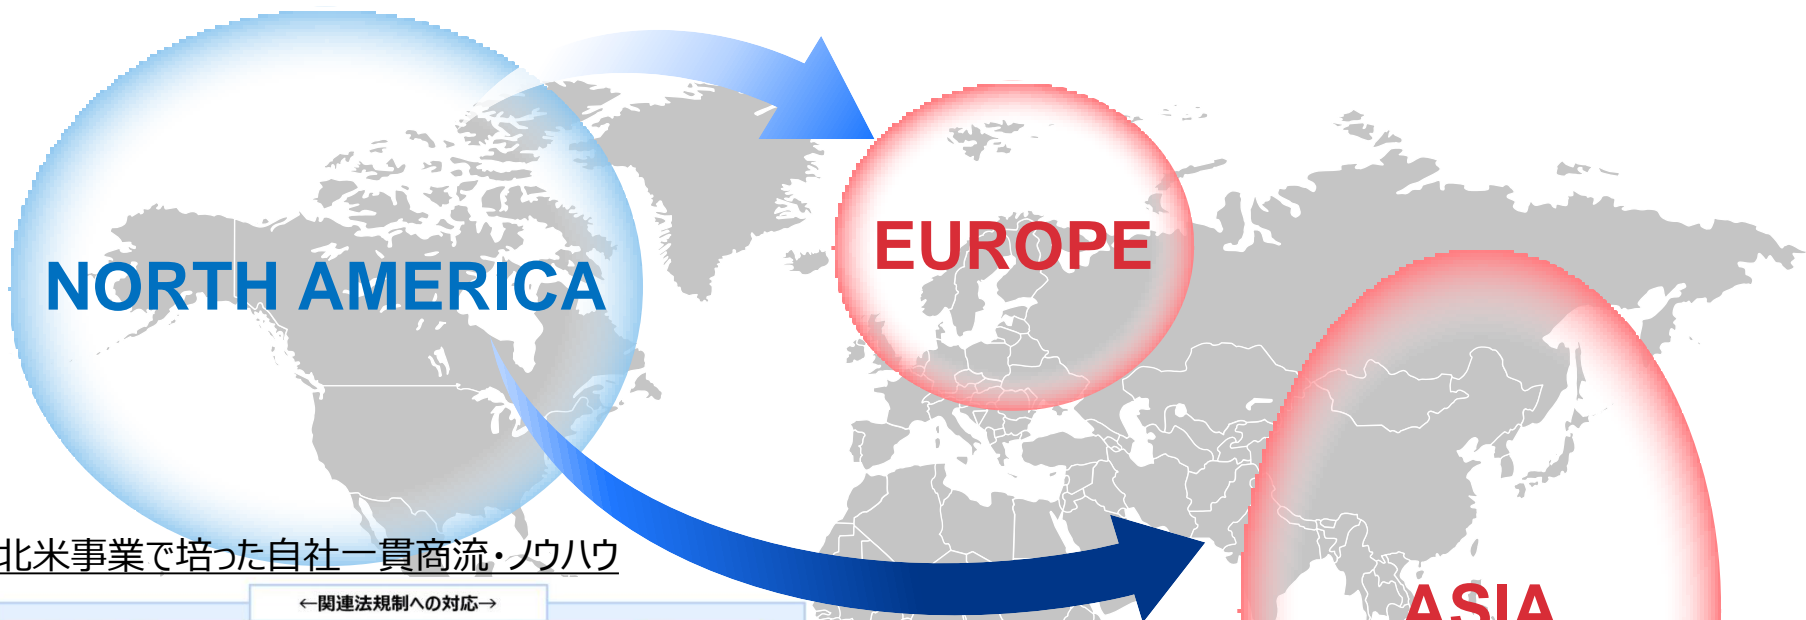 EUROPE
NORTH AMERICA
北米事業で培った自社一貫商流・ノウハウ
←関連法規制への対応→
ASIA